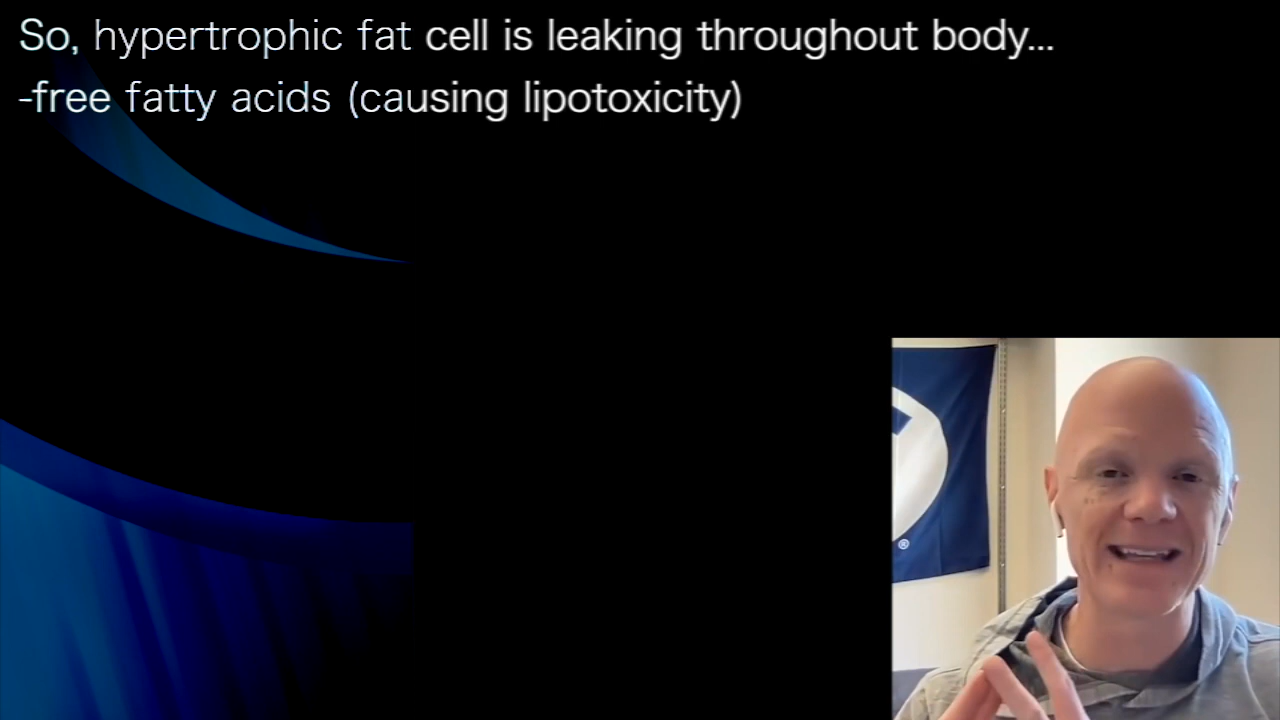 So, hypertrophic fat cell is leaking throughout body...
-free fatty acids (causing lipotoxicity)
®